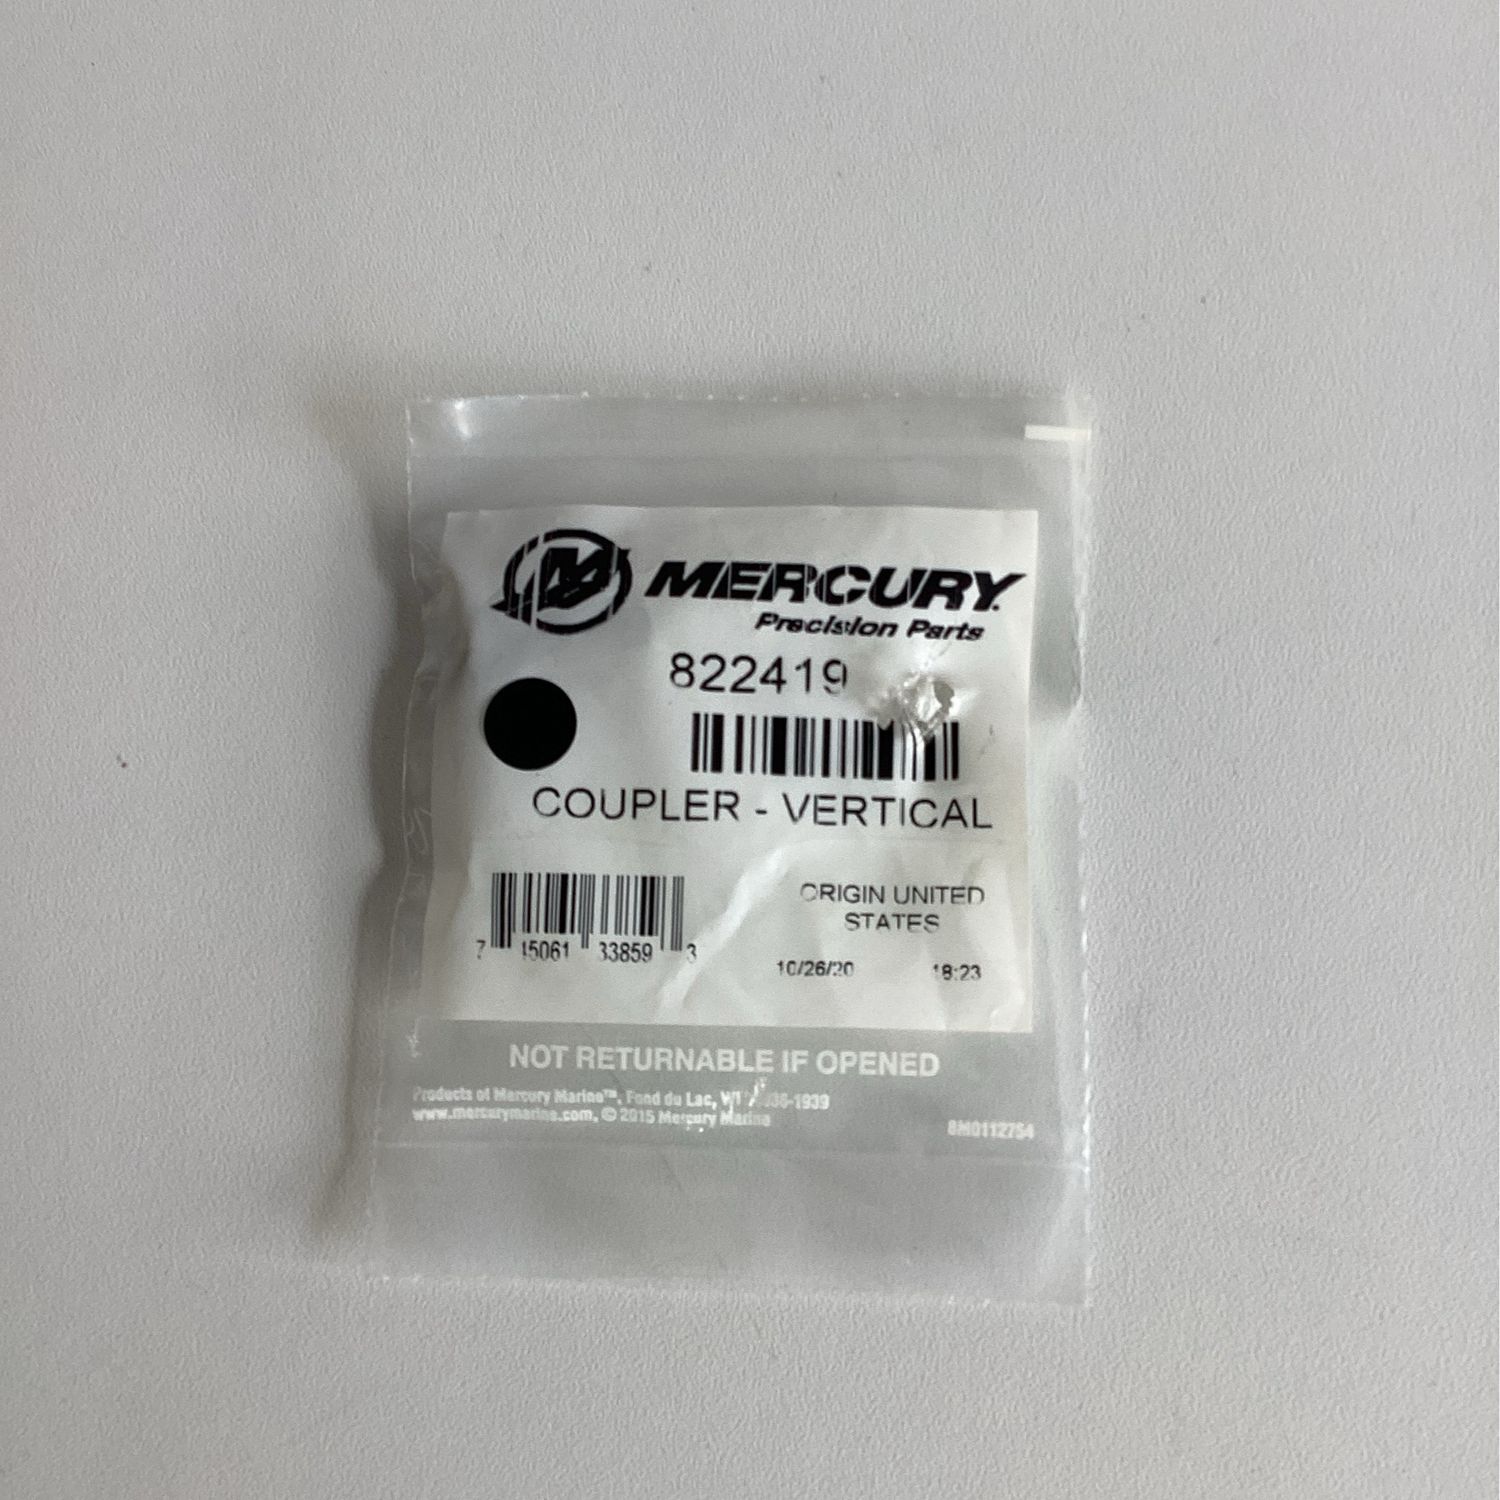 MERCURY
Precision Parts
822419
COUPLER - VERTICAL
7 15061 33859 3
ORIGIN UNITED
STATES
10/26/20 18:23
NOT RETURNABLE IF OPENED
Products of Mercury Marine™, Fond du Lac, WI
www.mercurymarine.com, © 2015 Mercury Marine
8M0112754